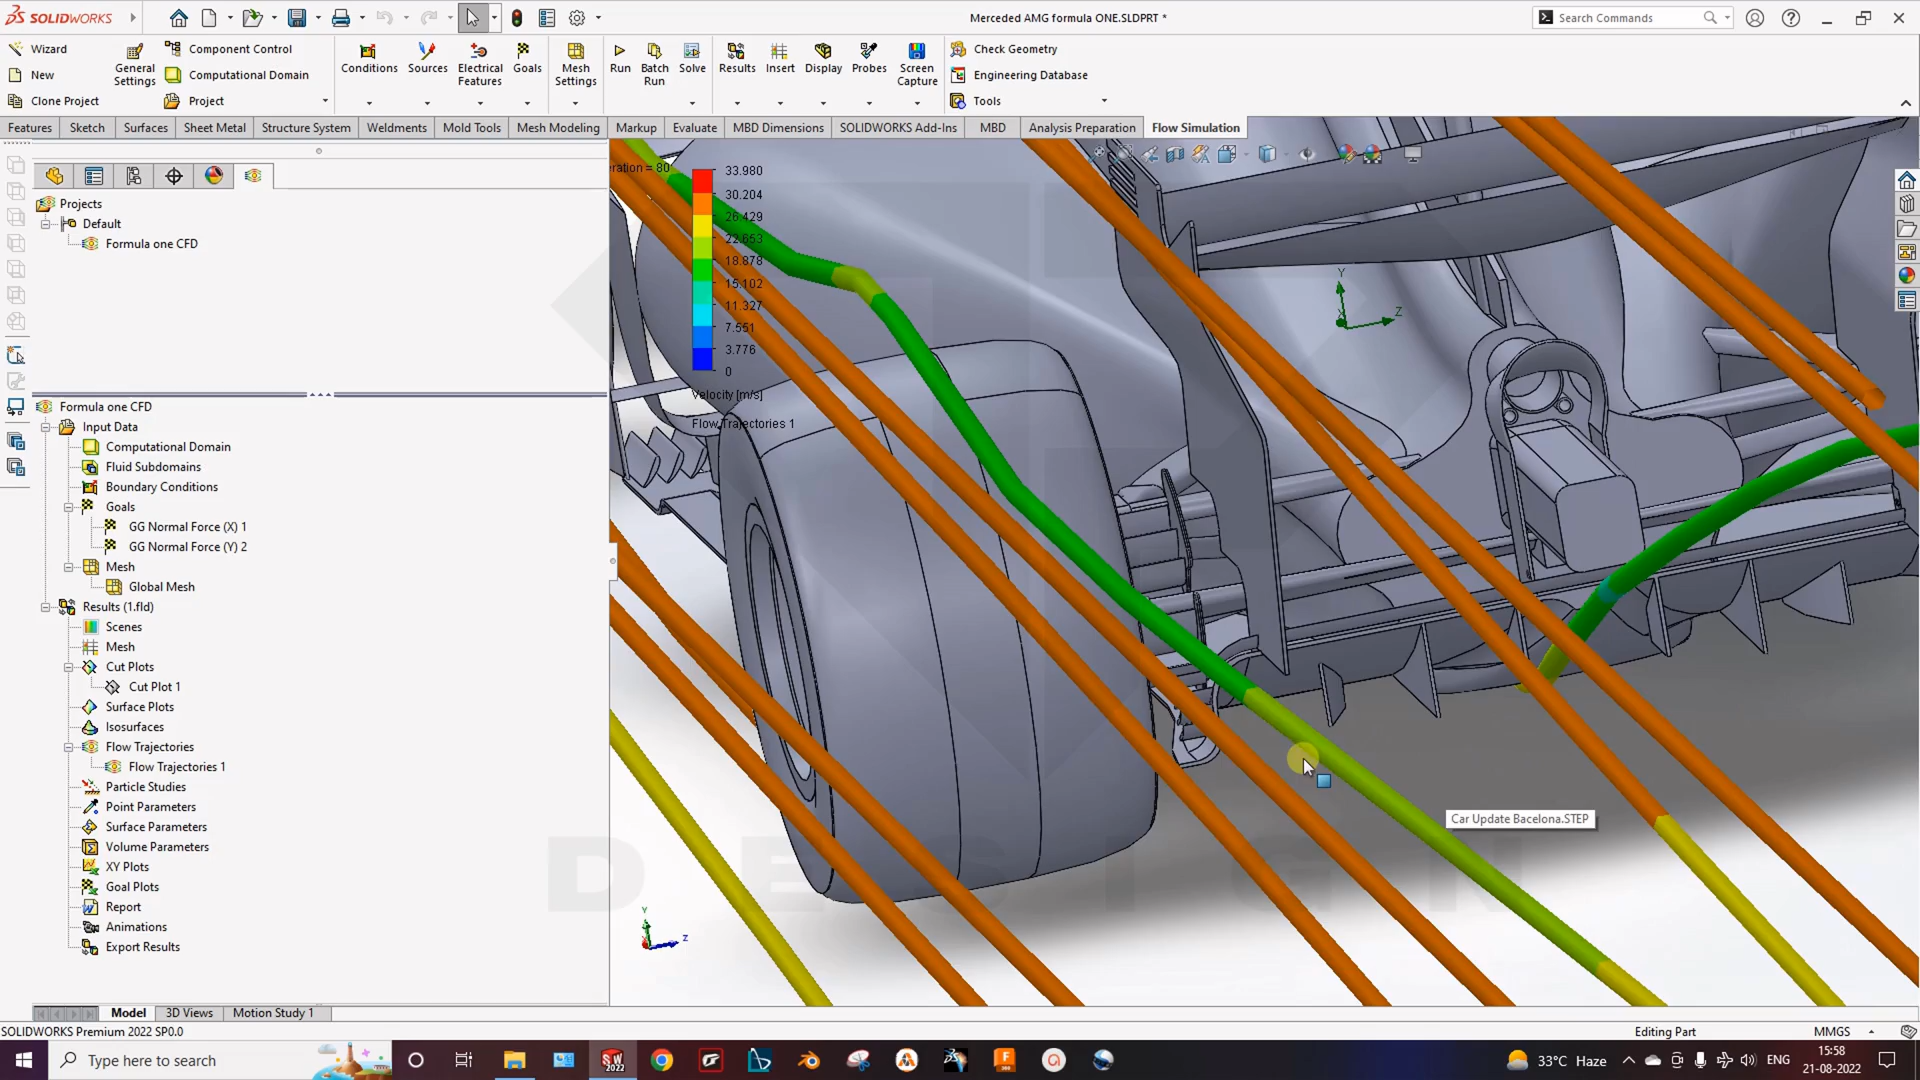 SOLIDWORKS
Merceded AMG formula ONE.SLDPRT *
Search Commands
Wizard
New
Clone Project
General Settings
Component Control
Computational Domain
Project
Conditions
Sources
Electrical Features
Goals
Mesh Settings
Run
Batch Run
Solve
Results
Insert
Display
Probes
Screen Capture
Check Geometry
Engineering Database
Tools
Features
Sketch
Surfaces
Sheet Metal
Structure System
Weldments
Mold Tools
Mesh Modeling
Markup
Evaluate
MBD Dimensions
SOLIDWORKS Add-Ins
MBD
Analysis Preparation
Flow Simulation
Projects
Default
Formula one CFD
Formula one CFD
Input Data
Computational Domain
Fluid Subdomains
Boundary Conditions
Goals
GG Normal Force (X) 1
GG Normal Force (Y) 2
Mesh
Global Mesh
Results (1.fld)
Scenes
Mesh
Cut Plots
Cut Plot 1
Surface Plots
Isosurfaces
Flow Trajectories
Flow Trajectories 1
Particle Studies
Point Parameters
Surface Parameters
Volume Parameters
XY Plots
Goal Plots
Report
Animations
Export Results
eration = 80
33.980
30.204
26.429
22.653
18.878
15.102
11.327
7.551
3.776
0
Velocity [m/s]
Flow Trajectories 1
Y
Z
Car Update Bacelona.STEP
DESIGN
Y
Z
Model
3D Views
Motion Study 1
SOLIDWORKS Premium 2022 SP0.0
Editing Part
MMGS
Type here to search
33°C Haze
ENG
15:58
21-08-2022